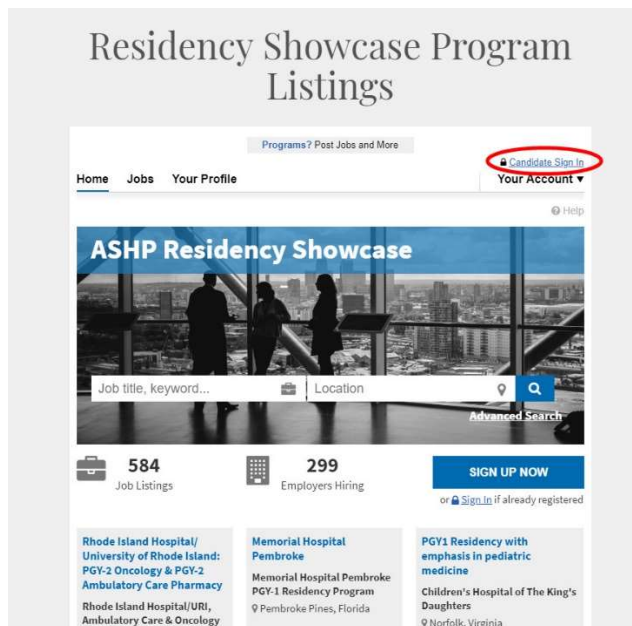 Residency Showcase Program
Listings
Programs? Post Jobs and More
Candidate Sign In
Home Jobs Your Profile Your Account ▾
Help
ASHP Residency Showcase
Job title, keyword... Location
Advanced Search
584
Job Listings
299
Employers Hiring
SIGN UP NOW
or Sign In if already registered
Rhode Island Hospital/
University of Rhode Island:
PGY-2 Oncology & PGY-2
Ambulatory Care Pharmacy
Rhode Island Hospital/URI,
Ambulatory Care & Oncology
Memorial Hospital
Pembroke
Memorial Hospital Pembroke
PGY-1 Residency Program
Pembroke Pines, Florida
PGY1 Residency with
emphasis in pediatric
medicine
Children's Hospital of The King's
Daughters
Norfolk, Virginia